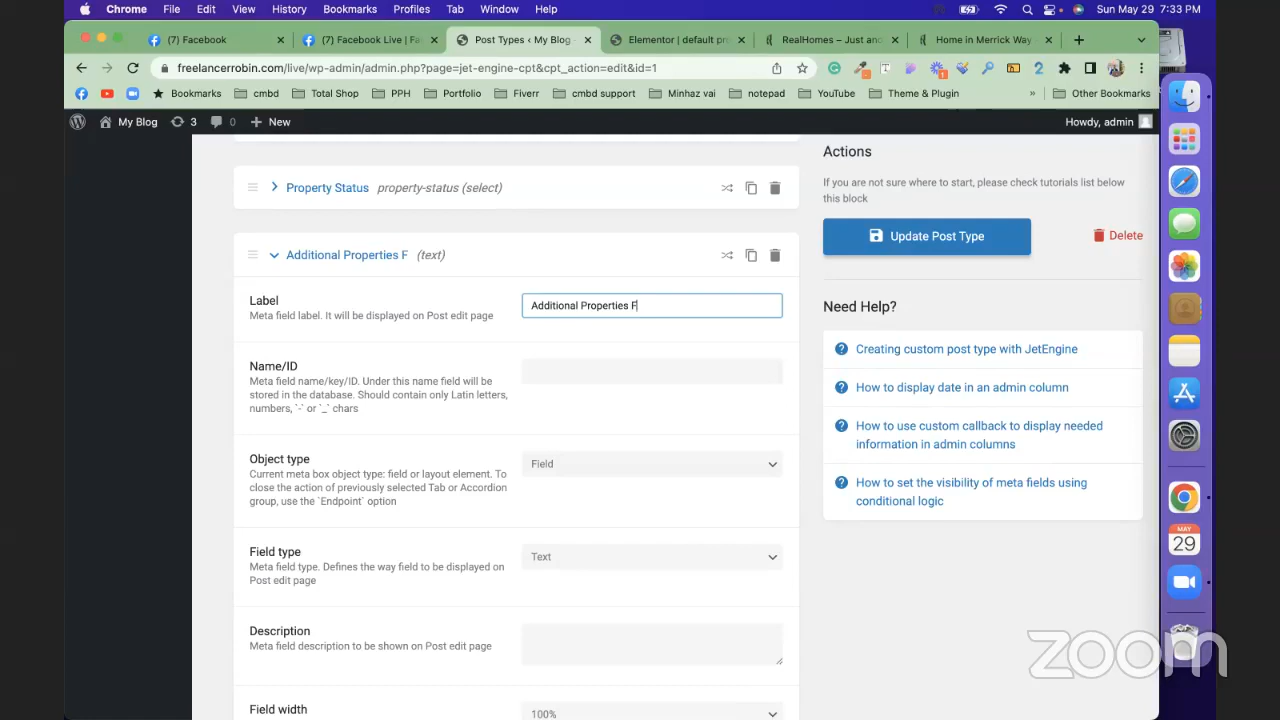 Chrome File Edit View History Bookmarks Profiles Tab Window Help Sun May 29 7:33 PM
(7) Facebook (7) Facebook Live | Fa Post Types ‹ My Blog Elementor | default pr RealHomes – Just an Home in Merrick Way
freelancerrobin.com/live/wp-admin/admin.php?page=jet-engine-cpt&cpt_action=edit&id=1
Bookmarks cmbd Total Shop PPH Portfolio Fiverr cmbd support Minhaz vai notepad YouTube Theme & Plugin » Other Bookmarks
My Blog 3 0 + New Howdy, admin
Property Status property-status (select)
Additional Properties F (text)
Label
Meta field label. It will be displayed on Post edit page
Additional Properties F
Name/ID
Meta field name/key/ID. Under this name field will be
stored in the database. Should contain only Latin letters,
numbers, `-` or `_` chars
Object type
Current meta box object type: field or layout element. To
close the action of previously selected Tab or Accordion
group, use the `Endpoint` option
Field
Field type
Meta field type. Defines the way field to be displayed on
Post edit page
Text
Description
Meta field description to be shown on Post edit page
Field width
100%
Actions
If you are not sure where to start, please check tutorials list below
this block
Update Post Type
Delete
Need Help?
Creating custom post type with JetEngine
How to display date in an admin column
How to use custom callback to display needed
information in admin columns
How to set the visibility of meta fields using
conditional logic
MAY
29
zoom